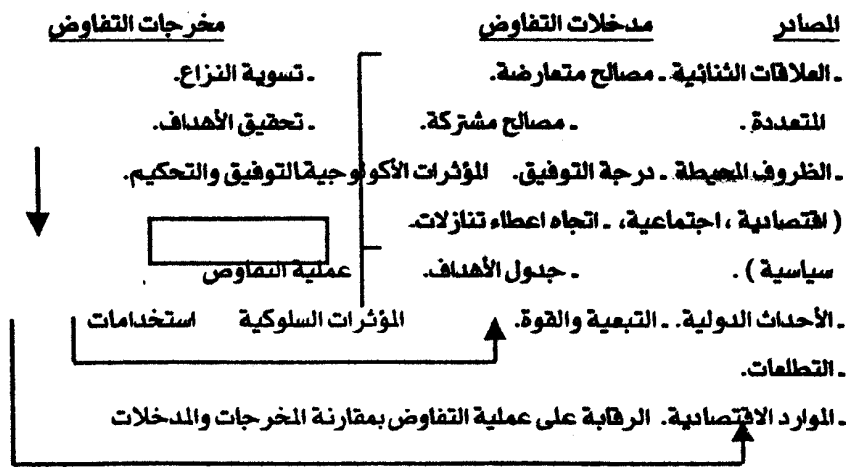 المصادر مدخلات التفاوض مخرجات التفاوض
ـ العلاقات الثنائية ـ مصالح متعارضة. ـ تسوية النزاع.
المتعددة . ـ مصالح مشتركة. ـ تحقيق الأهداف.
ـ الظروف المحيطة ـ درجة التوفيق. المؤثرات الأكولوجية التوفيق والتحكيم.
( اقتصادية ، اجتماعية، ـ اتجاه اعطاء تنازلات.
سياسية ) . ـ جدول الأهداف. عملية التفاوض
ـ الأحداث الدولية. ـ التبعية والقوة. المؤثرات السلوكية استخدامات
ـ التطلعات.
ـ الموارد الاقتصادية. الرقابة على عملية التفاوض بمقارنة المخرجات والمدخلات